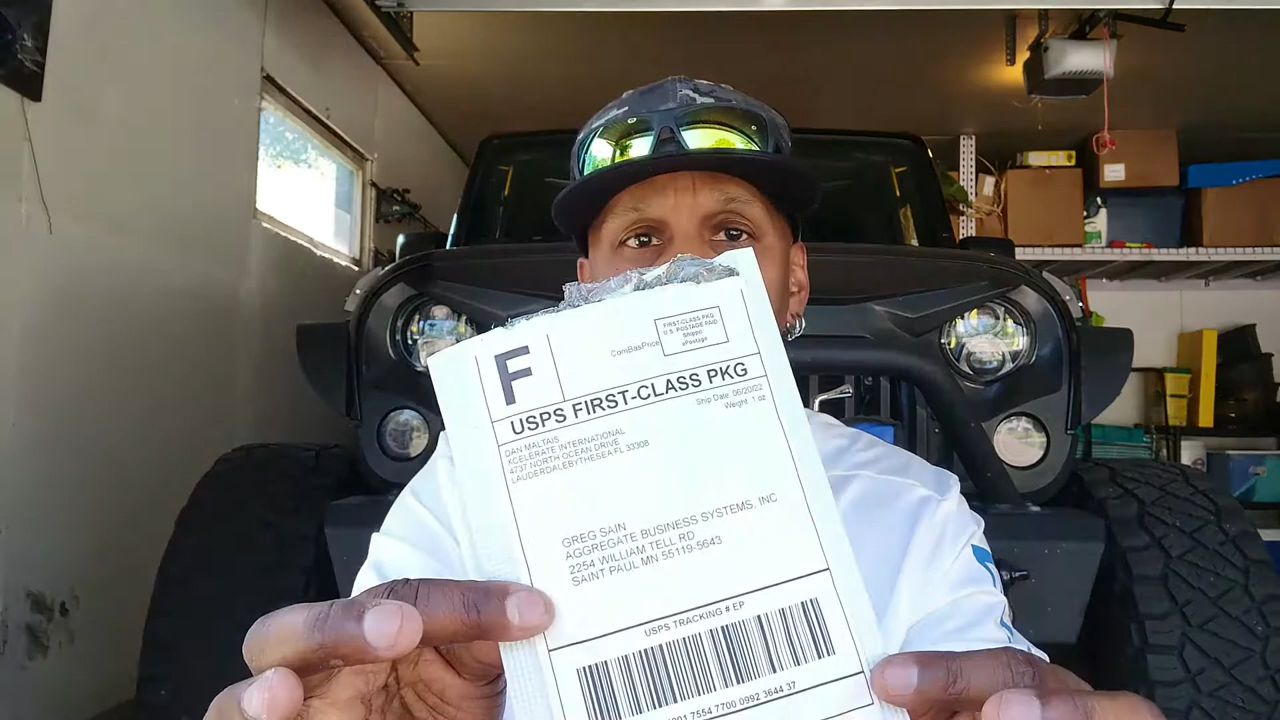 FIRST-CLASS PKG
U.S. POSTAGE PAID
Shippo
ePostage
ComBasPrice
F
USPS FIRST-CLASS PKG
Ship Date: 06/20/22
Weight: 1 oz
DAN MALTAIS
XCELERATE INTERNATIONAL
4737 NORTH OCEAN DRIVE
LAUDERDALEBYTHESEA FL 33308
GREG SAIN
AGGREGATE BUSINESS SYSTEMS, INC
2254 WILLIAM TELL RD
SAINT PAUL MN 55119-5643
USPS TRACKING # EP
7554 7700 0992 3644 37